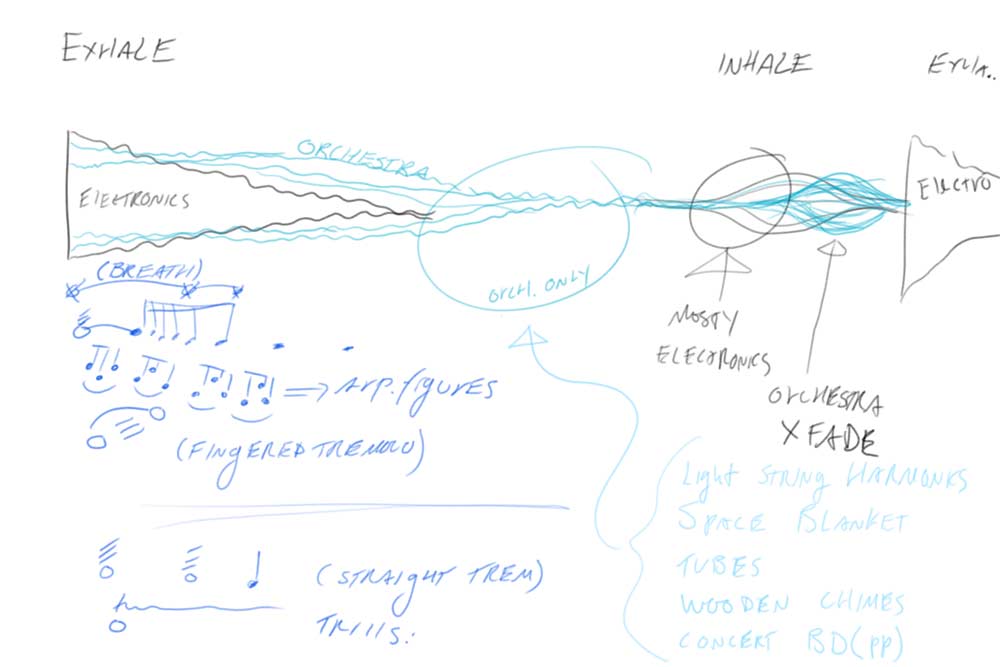 EXHALE
INHALE
EXHA..
ORCHESTRA
ELECTRONICS
ELECTRO
(BREATH)
ORCH. ONLY
MOSTY
ELECTRONICS
ORCHESTRA
X FADE
ARP. figures
(FINgERED TREMOLO)
Light STRING HARMONICS
SPACE BLANKET
TUBES
WOODEN CHIMES
CONCERT BD(pp)
(STRAIGHT TREM)
TRIlls: